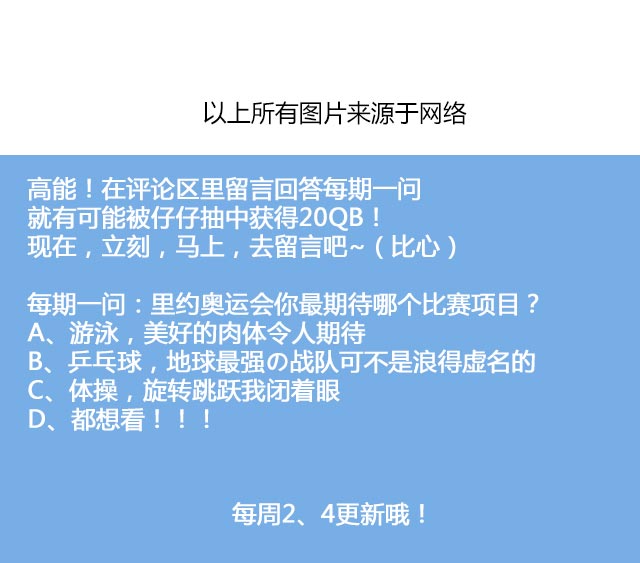 以上所有图片来源于网络
高能！在评论区里留言回答每期一问
就有可能被仔仔抽中获得20QB！
现在，立刻，马上，去留言吧~（比心）
每期一问：里约奥运会你最期待哪个比赛项目？
A、游泳，美好的肉体令人期待
B、乒乓球，地球最强の战队可不是浪得虚名的
C、体操，旋转跳跃我闭着眼
D、都想看！！！
每周2、4更新哦！